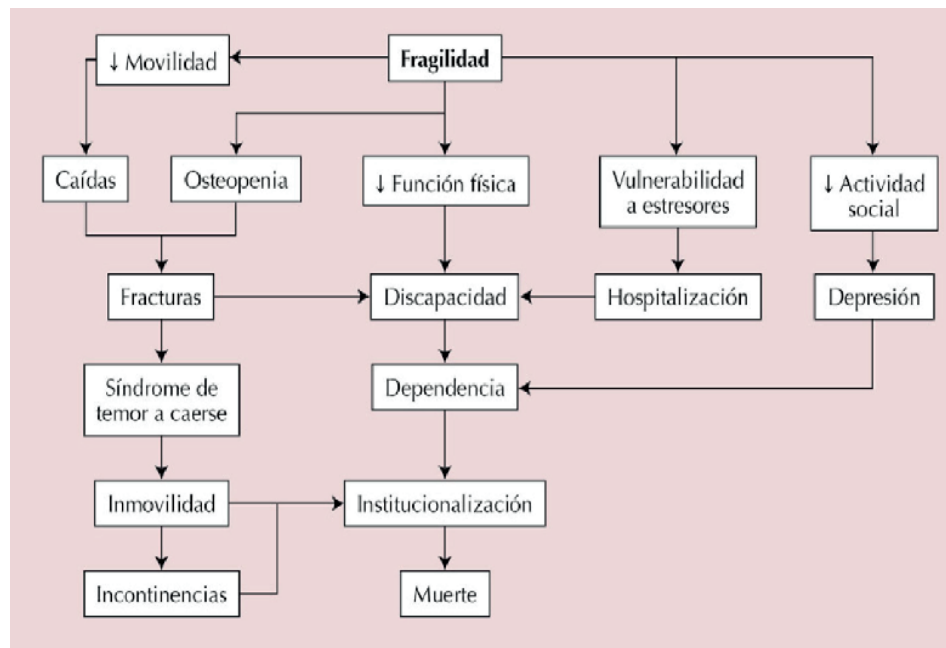 ↓ Movilidad
Fragilidad
Caídas
Osteopenia
↓ Función física
Vulnerabilidad
a estresores
↓ Actividad
social
Fracturas
Discapacidad
Hospitalización
Depresión
Síndrome de
temor a caerse
Dependencia
Inmovilidad
Institucionalización
Incontinencias
Muerte